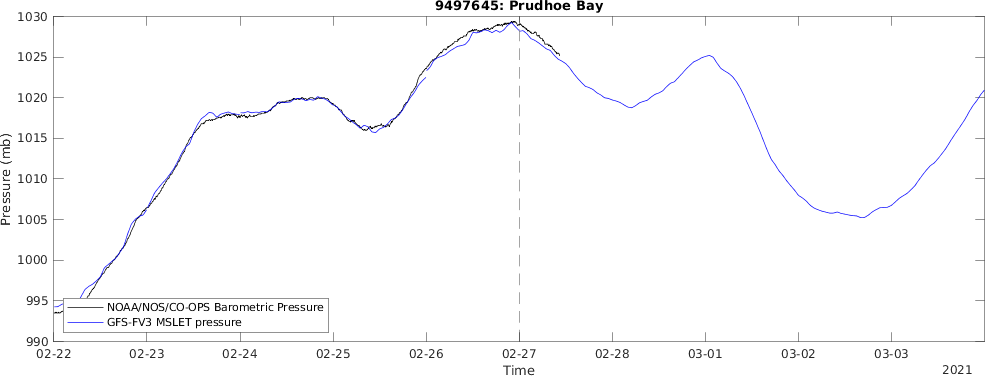 9497645: Prudhoe Bay
1030
1025
1020
1015
1010
1005
1000
995
990
Pressure (mb)
NOAA/NOS/CO-OPS Barometric Pressure
GFS-FV3 MSLET pressure
02-22 02-23 02-24 02-25 02-26 02-27 02-28 03-01 03-02 03-03
Time
2021